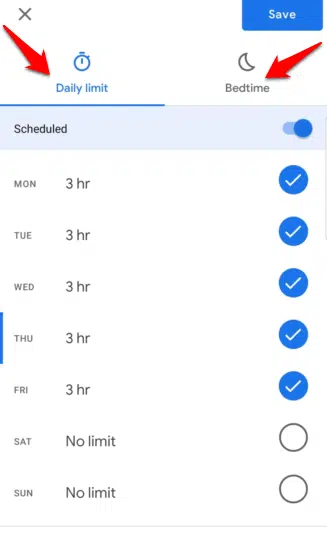 Save
Daily limit
Bedtime
Scheduled
MON 3 hr
TUE 3 hr
WED 3 hr
THU 3 hr
FRI 3 hr
SAT No limit
SUN No limit